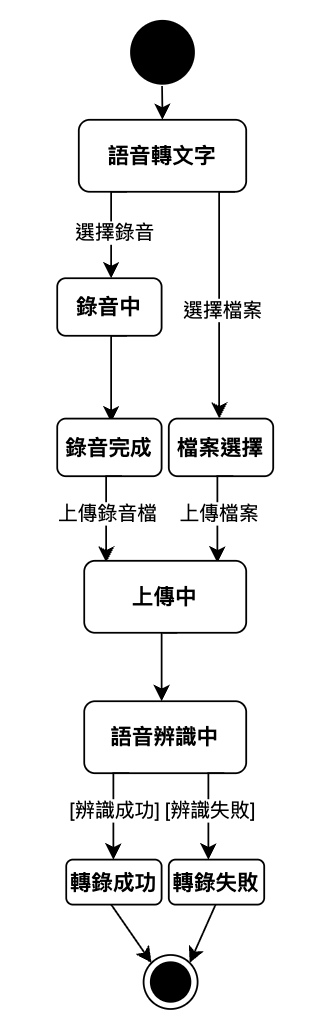 語音轉文字
選擇錄音
錄音中
選擇檔案
錄音完成
檔案選擇
上傳錄音檔
上傳檔案
上傳中
語音辨識中
[辨識成功]
[辨識失敗]
轉錄成功
轉錄失敗